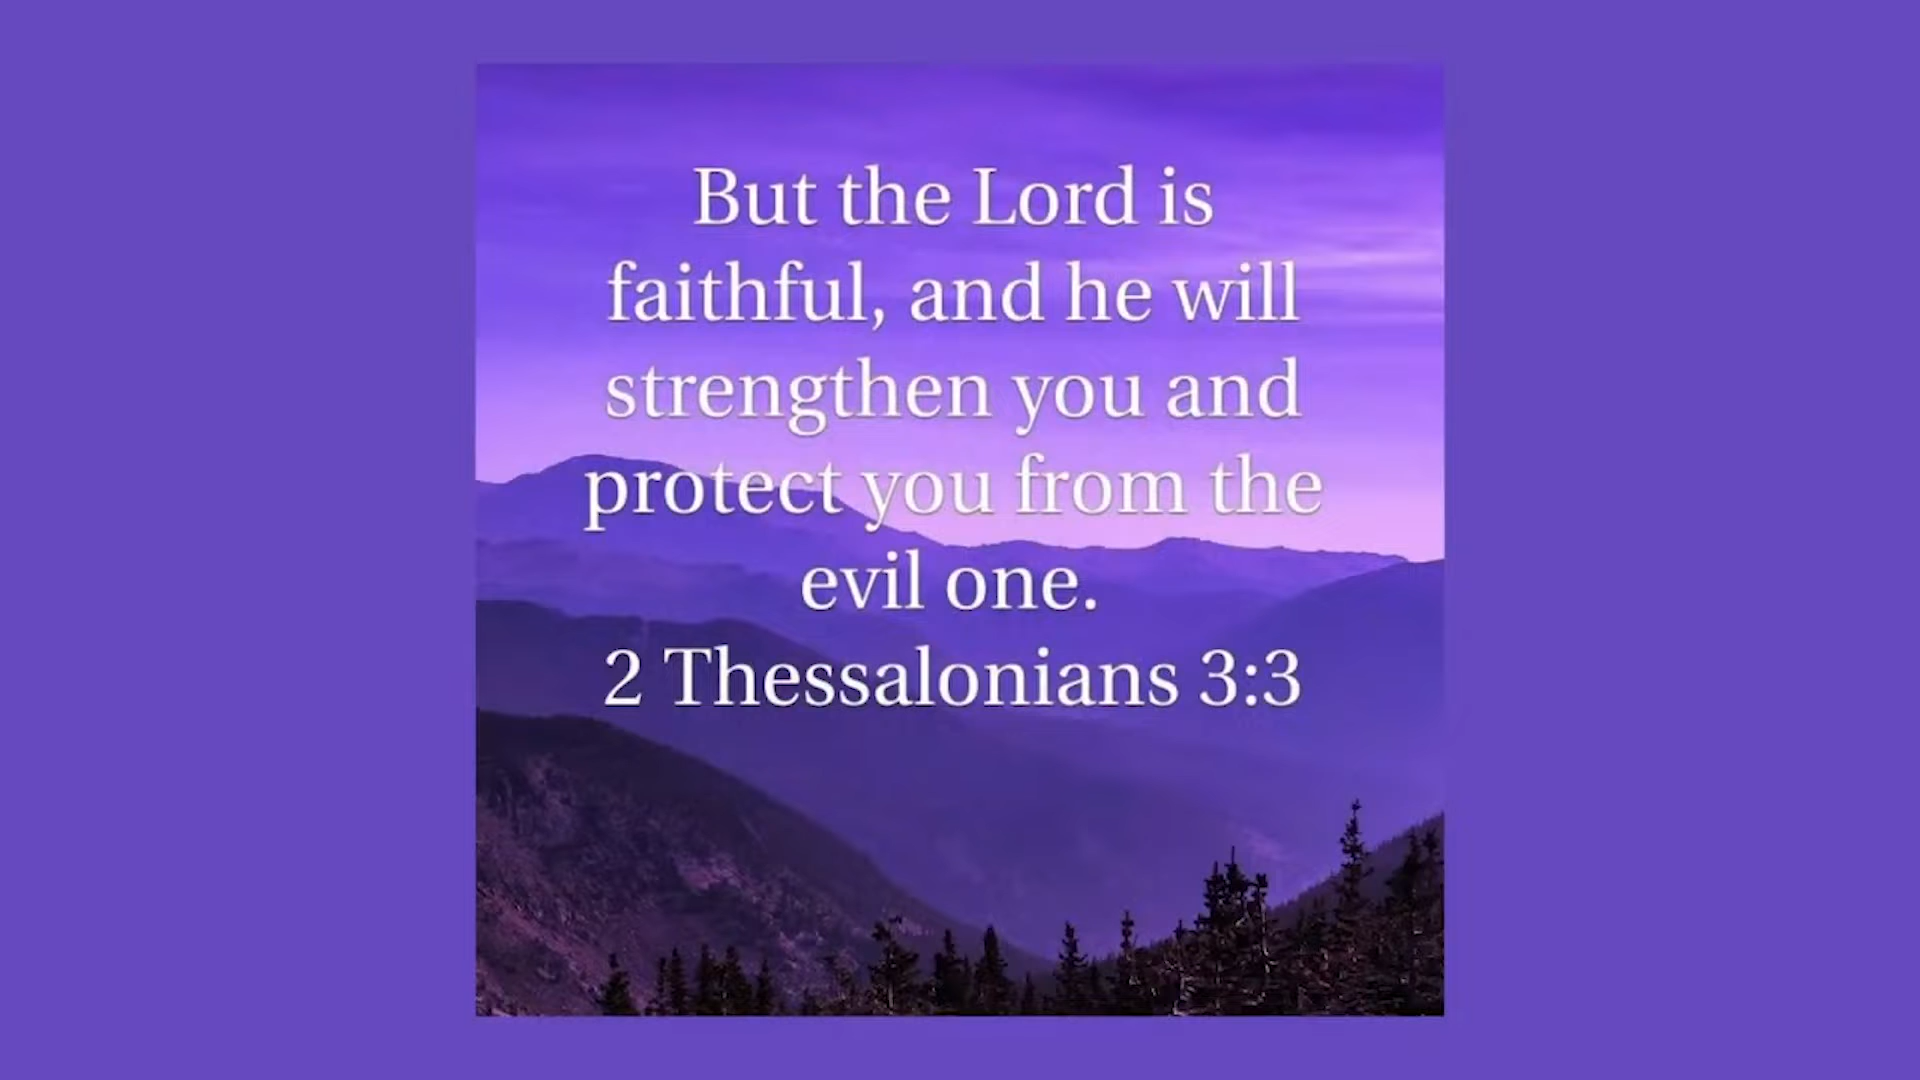 But the Lord is
faithful, and he will
strengthen you and
protect you from the
evil one.
2 Thessalonians 3:3